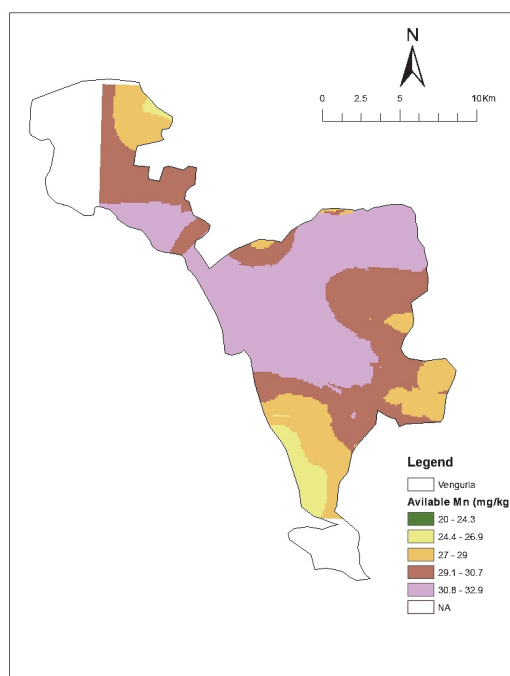 N
0 2.5 5 10Km
Legend
Venguria
Avilable Mn (mg/kg
20 - 24.3
24.4 - 26.9
27 - 29
29.1 - 30.7
30.8 - 32.9
NA